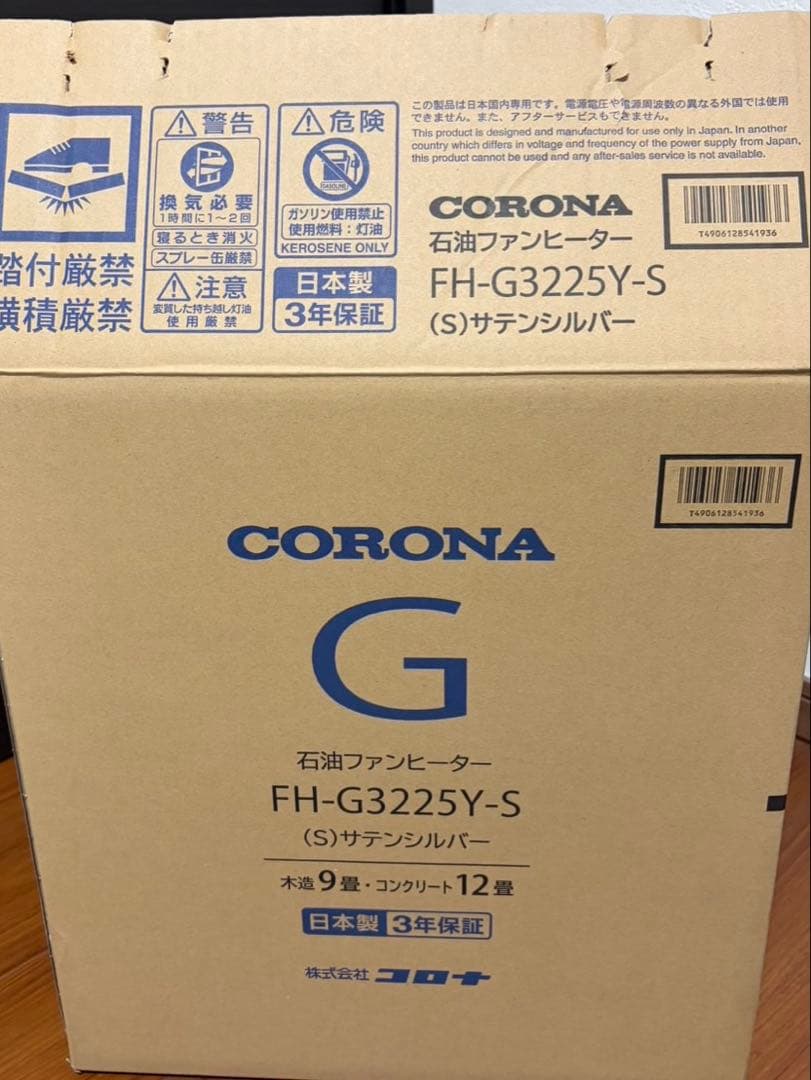 踏付厳禁
横積厳禁
警告
換気必要
1時間に1〜2回
寝るとき消火
スプレー缶厳禁
注意
変質した持ち越し灯油
使用厳禁
危険
GASOLINE
ガソリン使用禁止
使用燃料：灯油
KEROSENE ONLY
日本製
3年保証
この製品は日本国内専用です。電源電圧や電源周波数の異なる外国では使用
できません。また、アフターサービスもできません。
This product is designed and manufactured for use only in Japan. In another
country which differs in voltage and frequency of the power supply from Japan,
this product cannot be used and any after-sales service is not available.
CORONA
石油ファンヒーター
FH-G3225Y-S
(S)サテンシルバー
T4906128541936
T4906128541936
CORONA
G
石油ファンヒーター
FH-G3225Y-S
(S)サテンシルバー
木造9畳・コンクリート12畳
日本製 3年保証
株式会社 コロナ